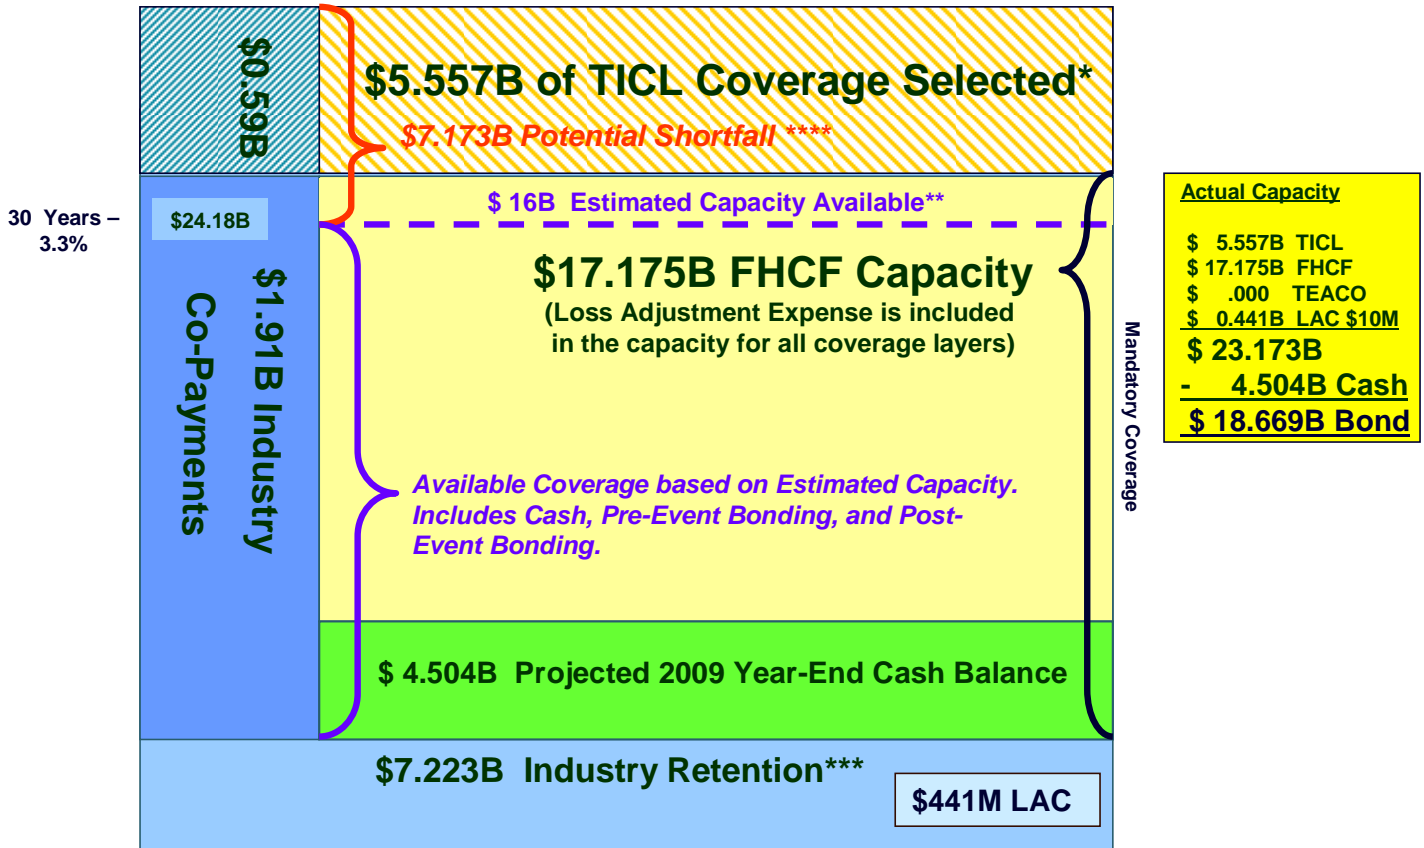 $0.59B
$5.557B of TICL Coverage Selected*
$7.173B Potential Shortfall ****
30 Years –
3.3%
$24.18B
$ 16B Estimated Capacity Available**
$17.175B FHCF Capacity
(Loss Adjustment Expense is included
in the capacity for all coverage layers)
$1.91B Industry
Co-Payments
Available Coverage based on Estimated Capacity.
Includes Cash, Pre-Event Bonding, and Post-
Event Bonding.
$ 4.504B Projected 2009 Year-End Cash Balance
Mandatory Coverage
$7.223B Industry Retention***
$441M LAC
Actual Capacity
$ 5.557B TICL
$ 17.175B FHCF
$ .000 TEACO
$ 0.441B LAC $10M
$ 23.173B
- 4.504B Cash
$ 18.669B Bond